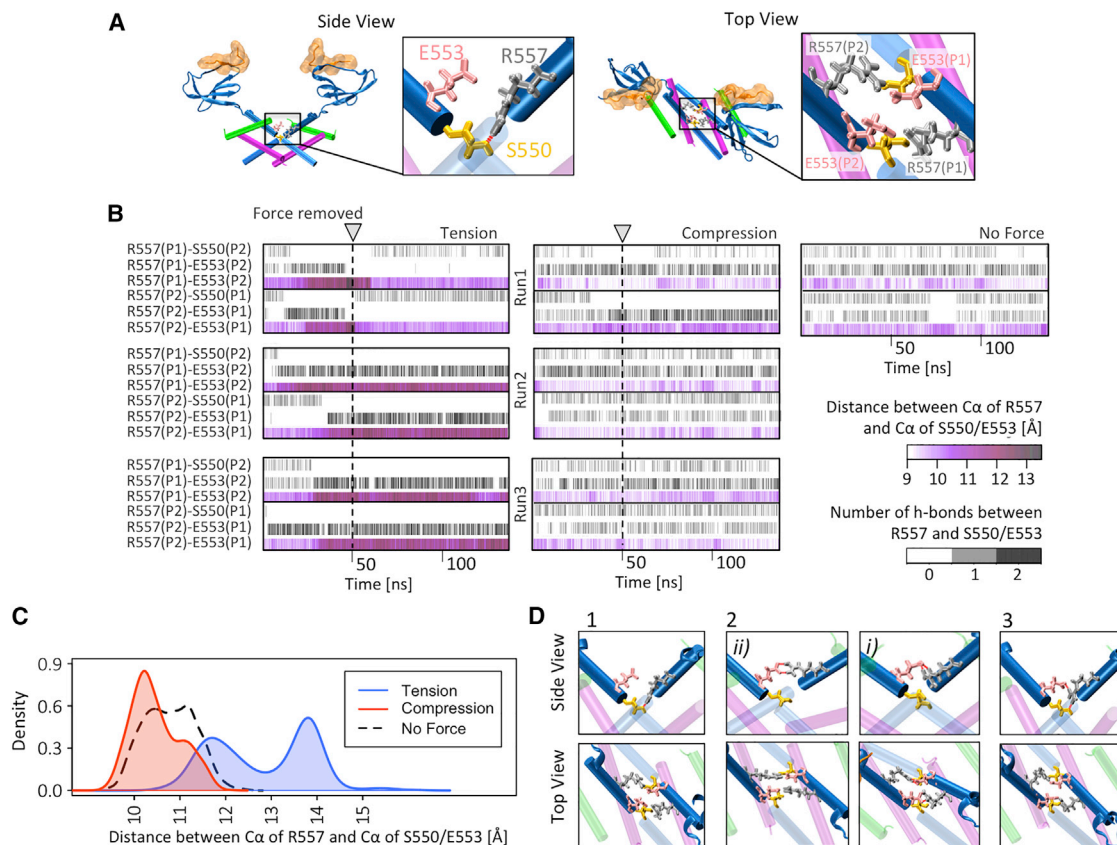 A
Side View
Top View
E553
R557
S550
R557(P2)
E553(P1)
E553(P2)
R557(P1)
B
Force removed
Tension
Compression
No Force
R557(P1)-S550(P2)
R557(P1)-E553(P2)
R557(P1)-E553(P2)
R557(P2)-S550(P1)
R557(P2)-E553(P1)
R557(P2)-E553(P1)
Run1
50
100
Time [ns]
R557(P1)-S550(P2)
R557(P1)-E553(P2)
R557(P1)-E553(P2)
R557(P2)-S550(P1)
R557(P2)-E553(P1)
R557(P2)-E553(P1)
Run2
Distance between Cα of R557
and Cα of S550/E553 [Å]
9 10 11 12 13
R557(P1)-S550(P2)
R557(P1)-E553(P2)
R557(P1)-E553(P2)
R557(P2)-S550(P1)
R557(P2)-E553(P1)
R557(P2)-E553(P1)
Run3
Number of h-bonds between
R557 and S550/E553
0 1 2
50 100
Time [ns]
50 100
Time [ns]
C
Density
0.9
0.6
0.3
0.0
Tension
Compression
No Force
10 11 12 13 14 15
Distance between Cα of R557 and Cα of S550/E553 [Å]
D
1 2 3
Side View
ii)
i)
Top View